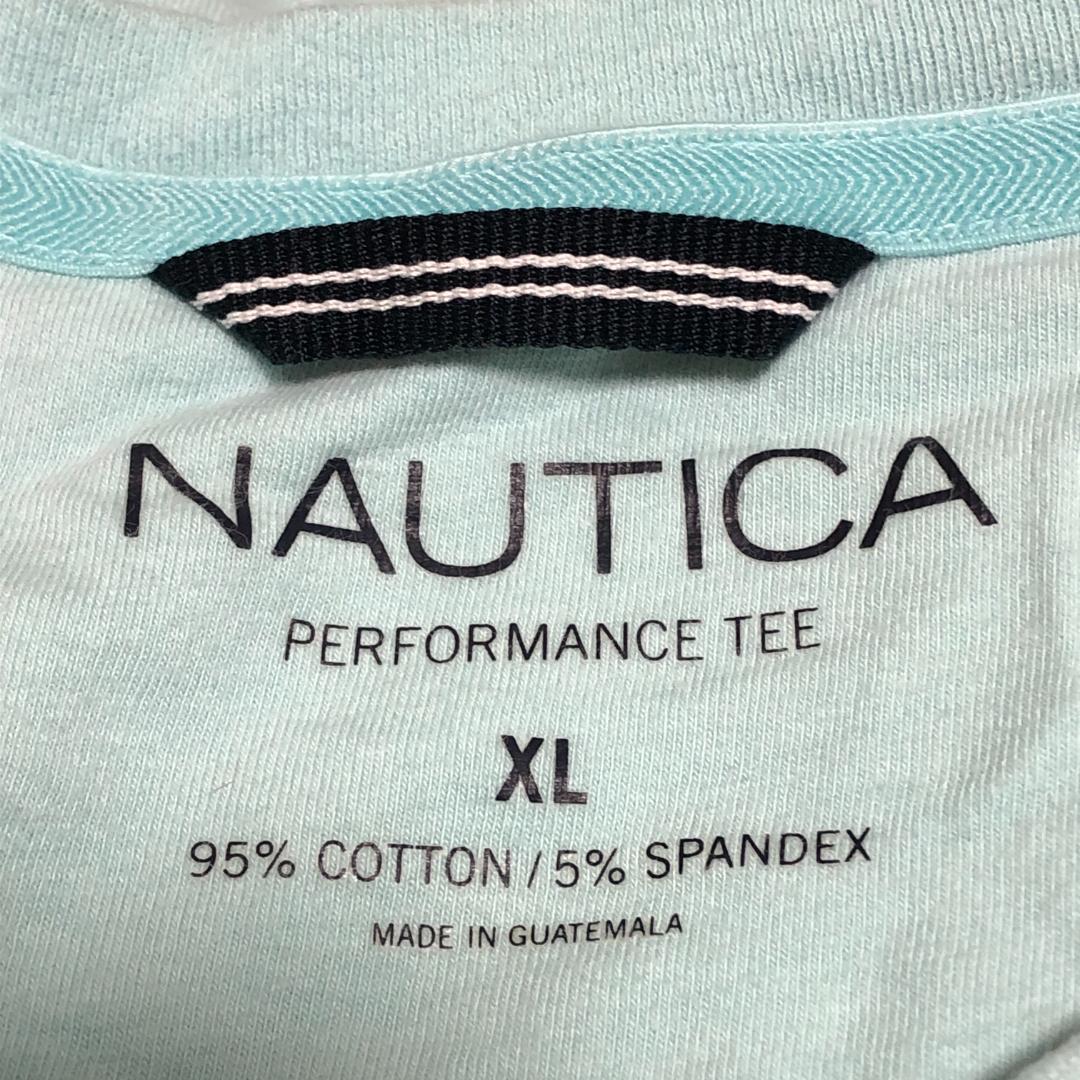 NAUTICA
PERFORMANCE TEE
XL
95% COTTON / 5% SPANDEX
MADE IN GUATEMALA